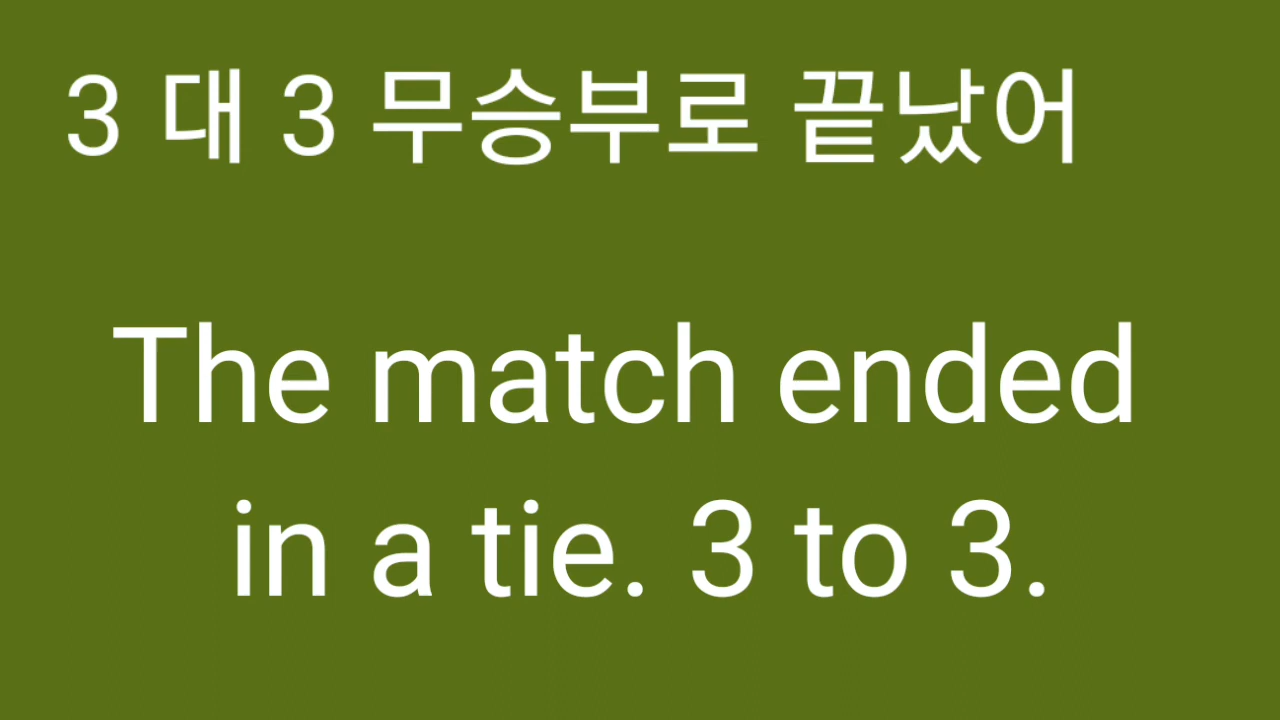 3 대 3 무승부로 끝났어
The match ended
in a tie. 3 to 3.